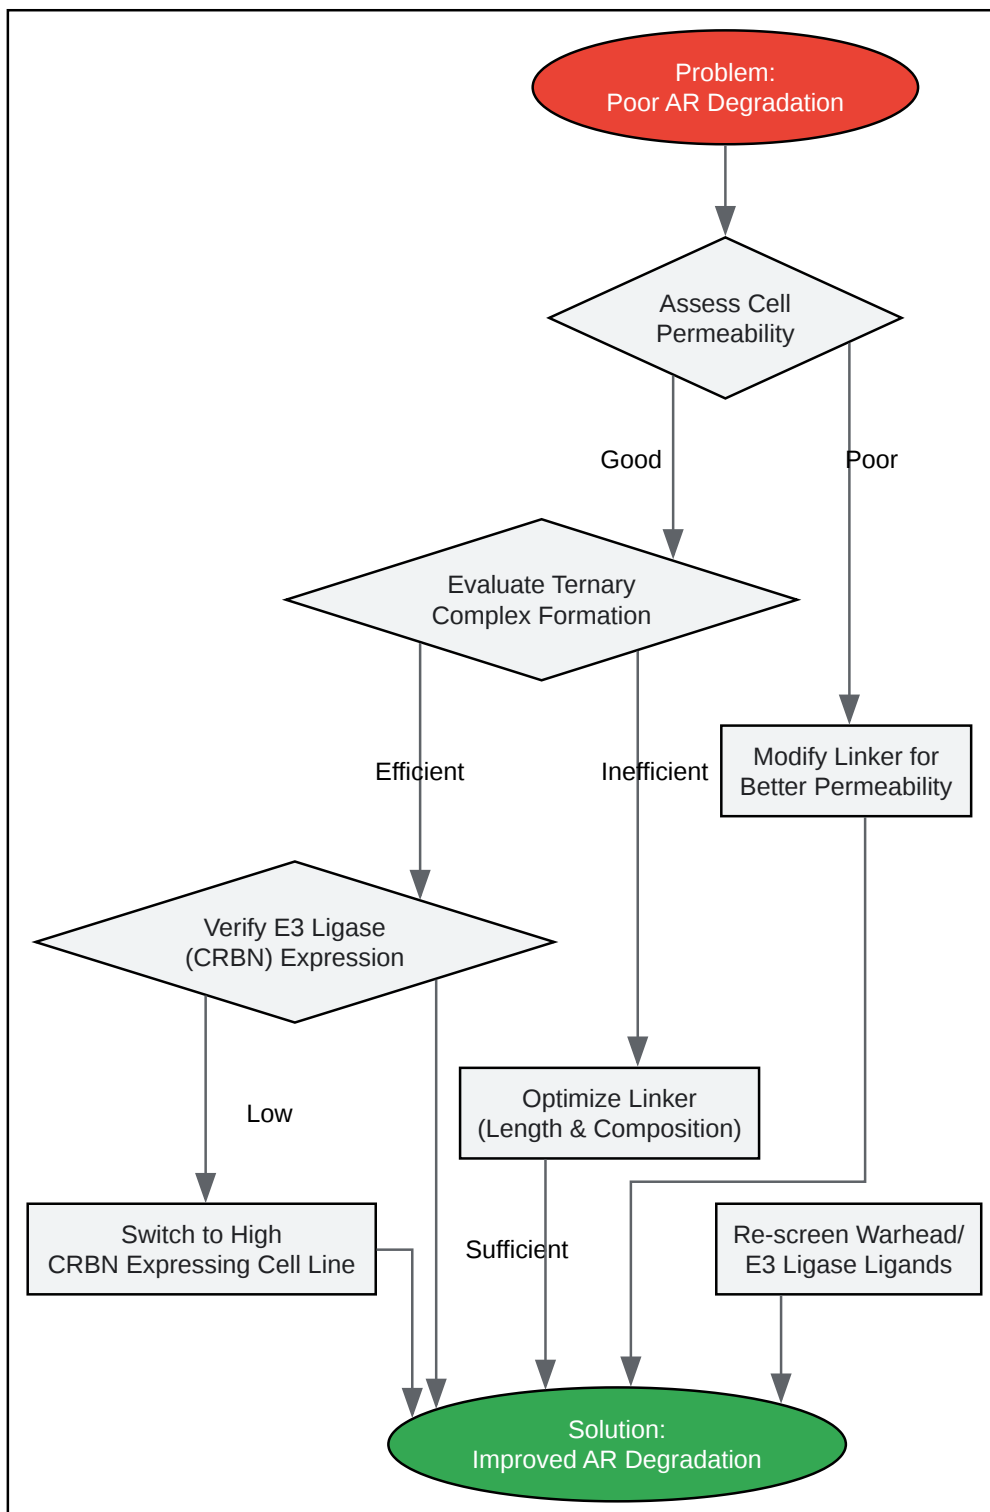 Problem:
Poor AR Degradation
Assess Cell
Permeability
Good
Poor
Evaluate Ternary
Complex Formation
Efficient
Inefficient
Modify Linker for
Better Permeability
Verify E3 Ligase
(CRBN) Expression
Low
Optimize Linker
(Length & Composition)
Switch to High
CRBN Expressing Cell Line
Sufficient
Re-screen Warhead/
E3 Ligase Ligands
Solution:
Improved AR Degradation